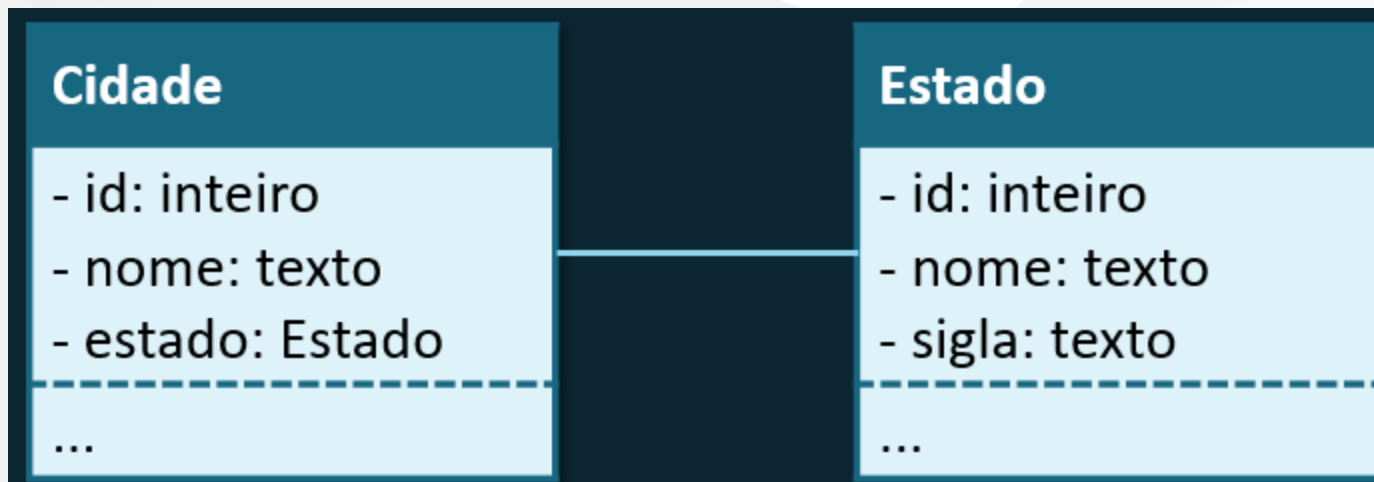 Cidade
- id: inteiro
- nome: texto
- estado: Estado
...
Estado
- id: inteiro
- nome: texto
- sigla: texto
...